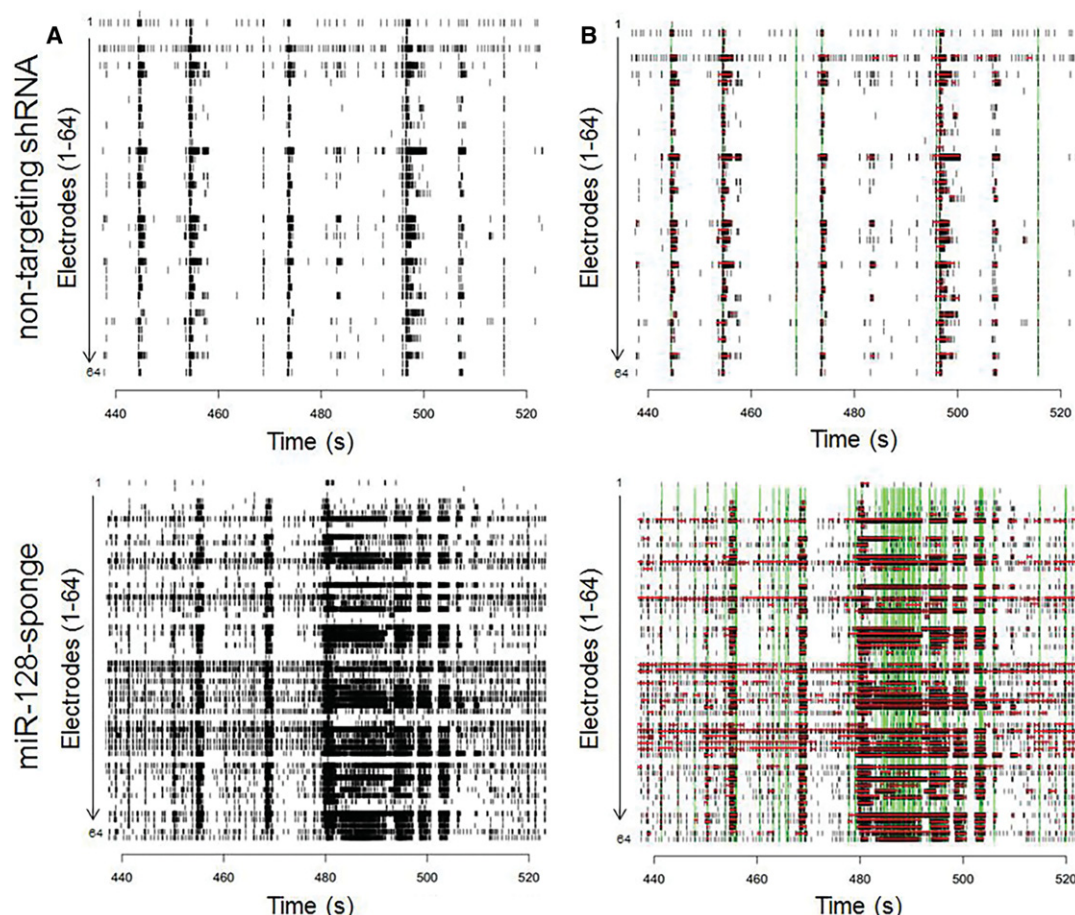 A
B
non-targeting shRNA
Electrodes (1-64)
1
64
440 460 480 500 520
Time (s)
Electrodes (1-64)
1
64
440 460 480 500 520
Time (s)
miR-128-sponge
Electrodes (1-64)
1
64
440 460 480 500 520
Time (s)
Electrodes (1-64)
1
64
440 460 480 500 520
Time (s)